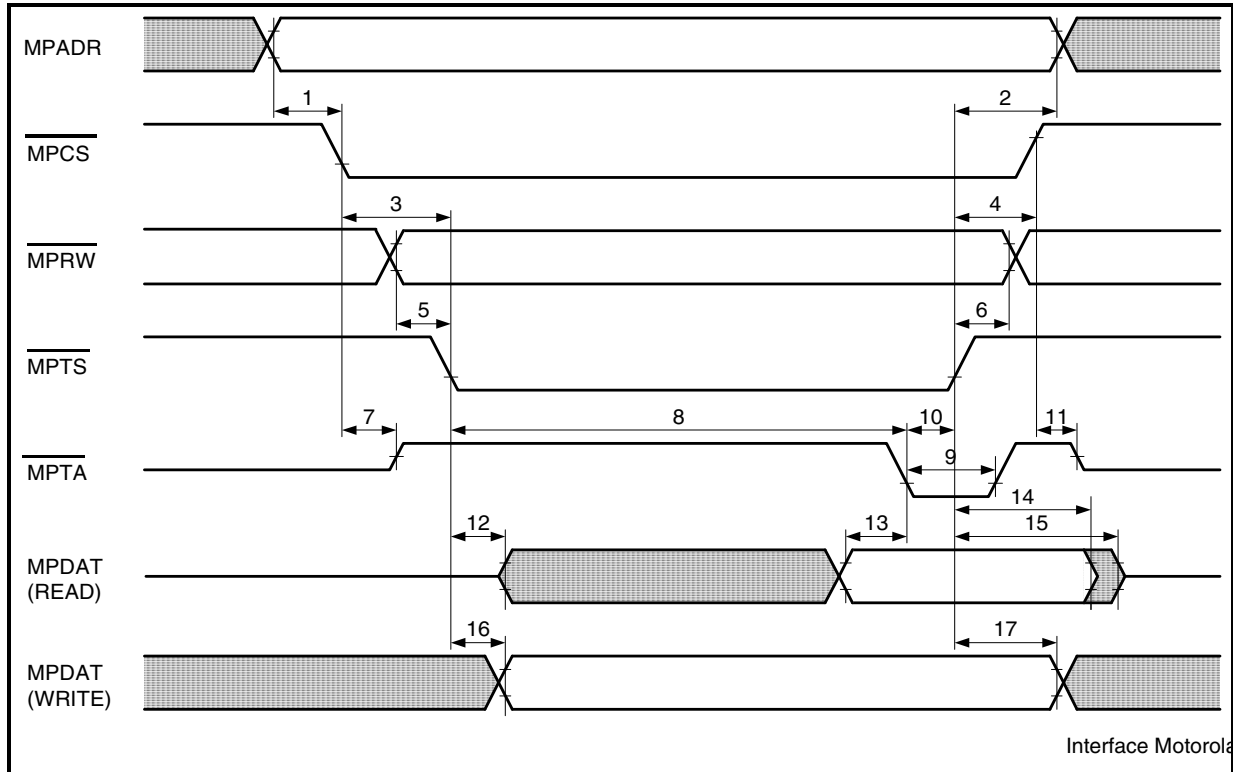 MPADR
1
2
MPCS
3
4
MPRW
5
6
MPTS
7
8
10
11
9
MPTA
14
12
13
15
MPDAT
(READ)
16
17
MPDAT
(WRITE)
Interface Motorola